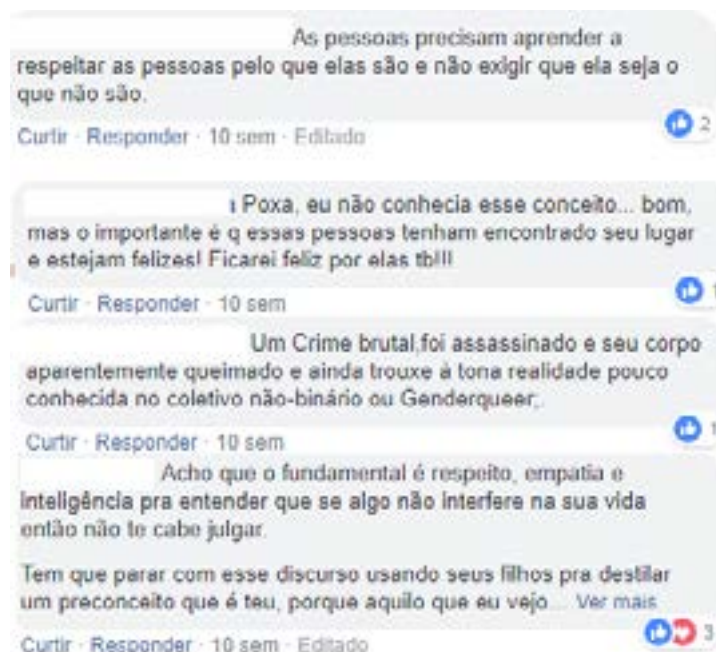 As pessoas precisam aprender a
respeitar as pessoas pelo que elas são e não exigir que ela seja o
que não são.
Curtir · Responder · 10 sem · Editado
2
Poxa, eu não conhecia esse conceito... bom,
mas o importante é q essas pessoas tenham encontrado seu lugar
e estejam felizes! Ficarei feliz por elas tb!!!
1
Curtir · Responder · 10 sem
Um Crime brutal,foi assassinado e seu corpo
aparentemente queimado e ainda trouxe à tona realidade pouco
conhecida no coletivo não-binário ou Genderqueer,.
1
Curtir · Responder · 10 sem
Acho que o fundamental é respeito, empatia e
inteligência pra entender que se algo não interfere na sua vida
então não te cabe julgar.
Tem que parar com esse discurso usando seus filhos pra destilar
um preconceito que é teu, porque aquilo que eu vejo... Ver mais
Curtir · Responder · 10 sem · Editado
3